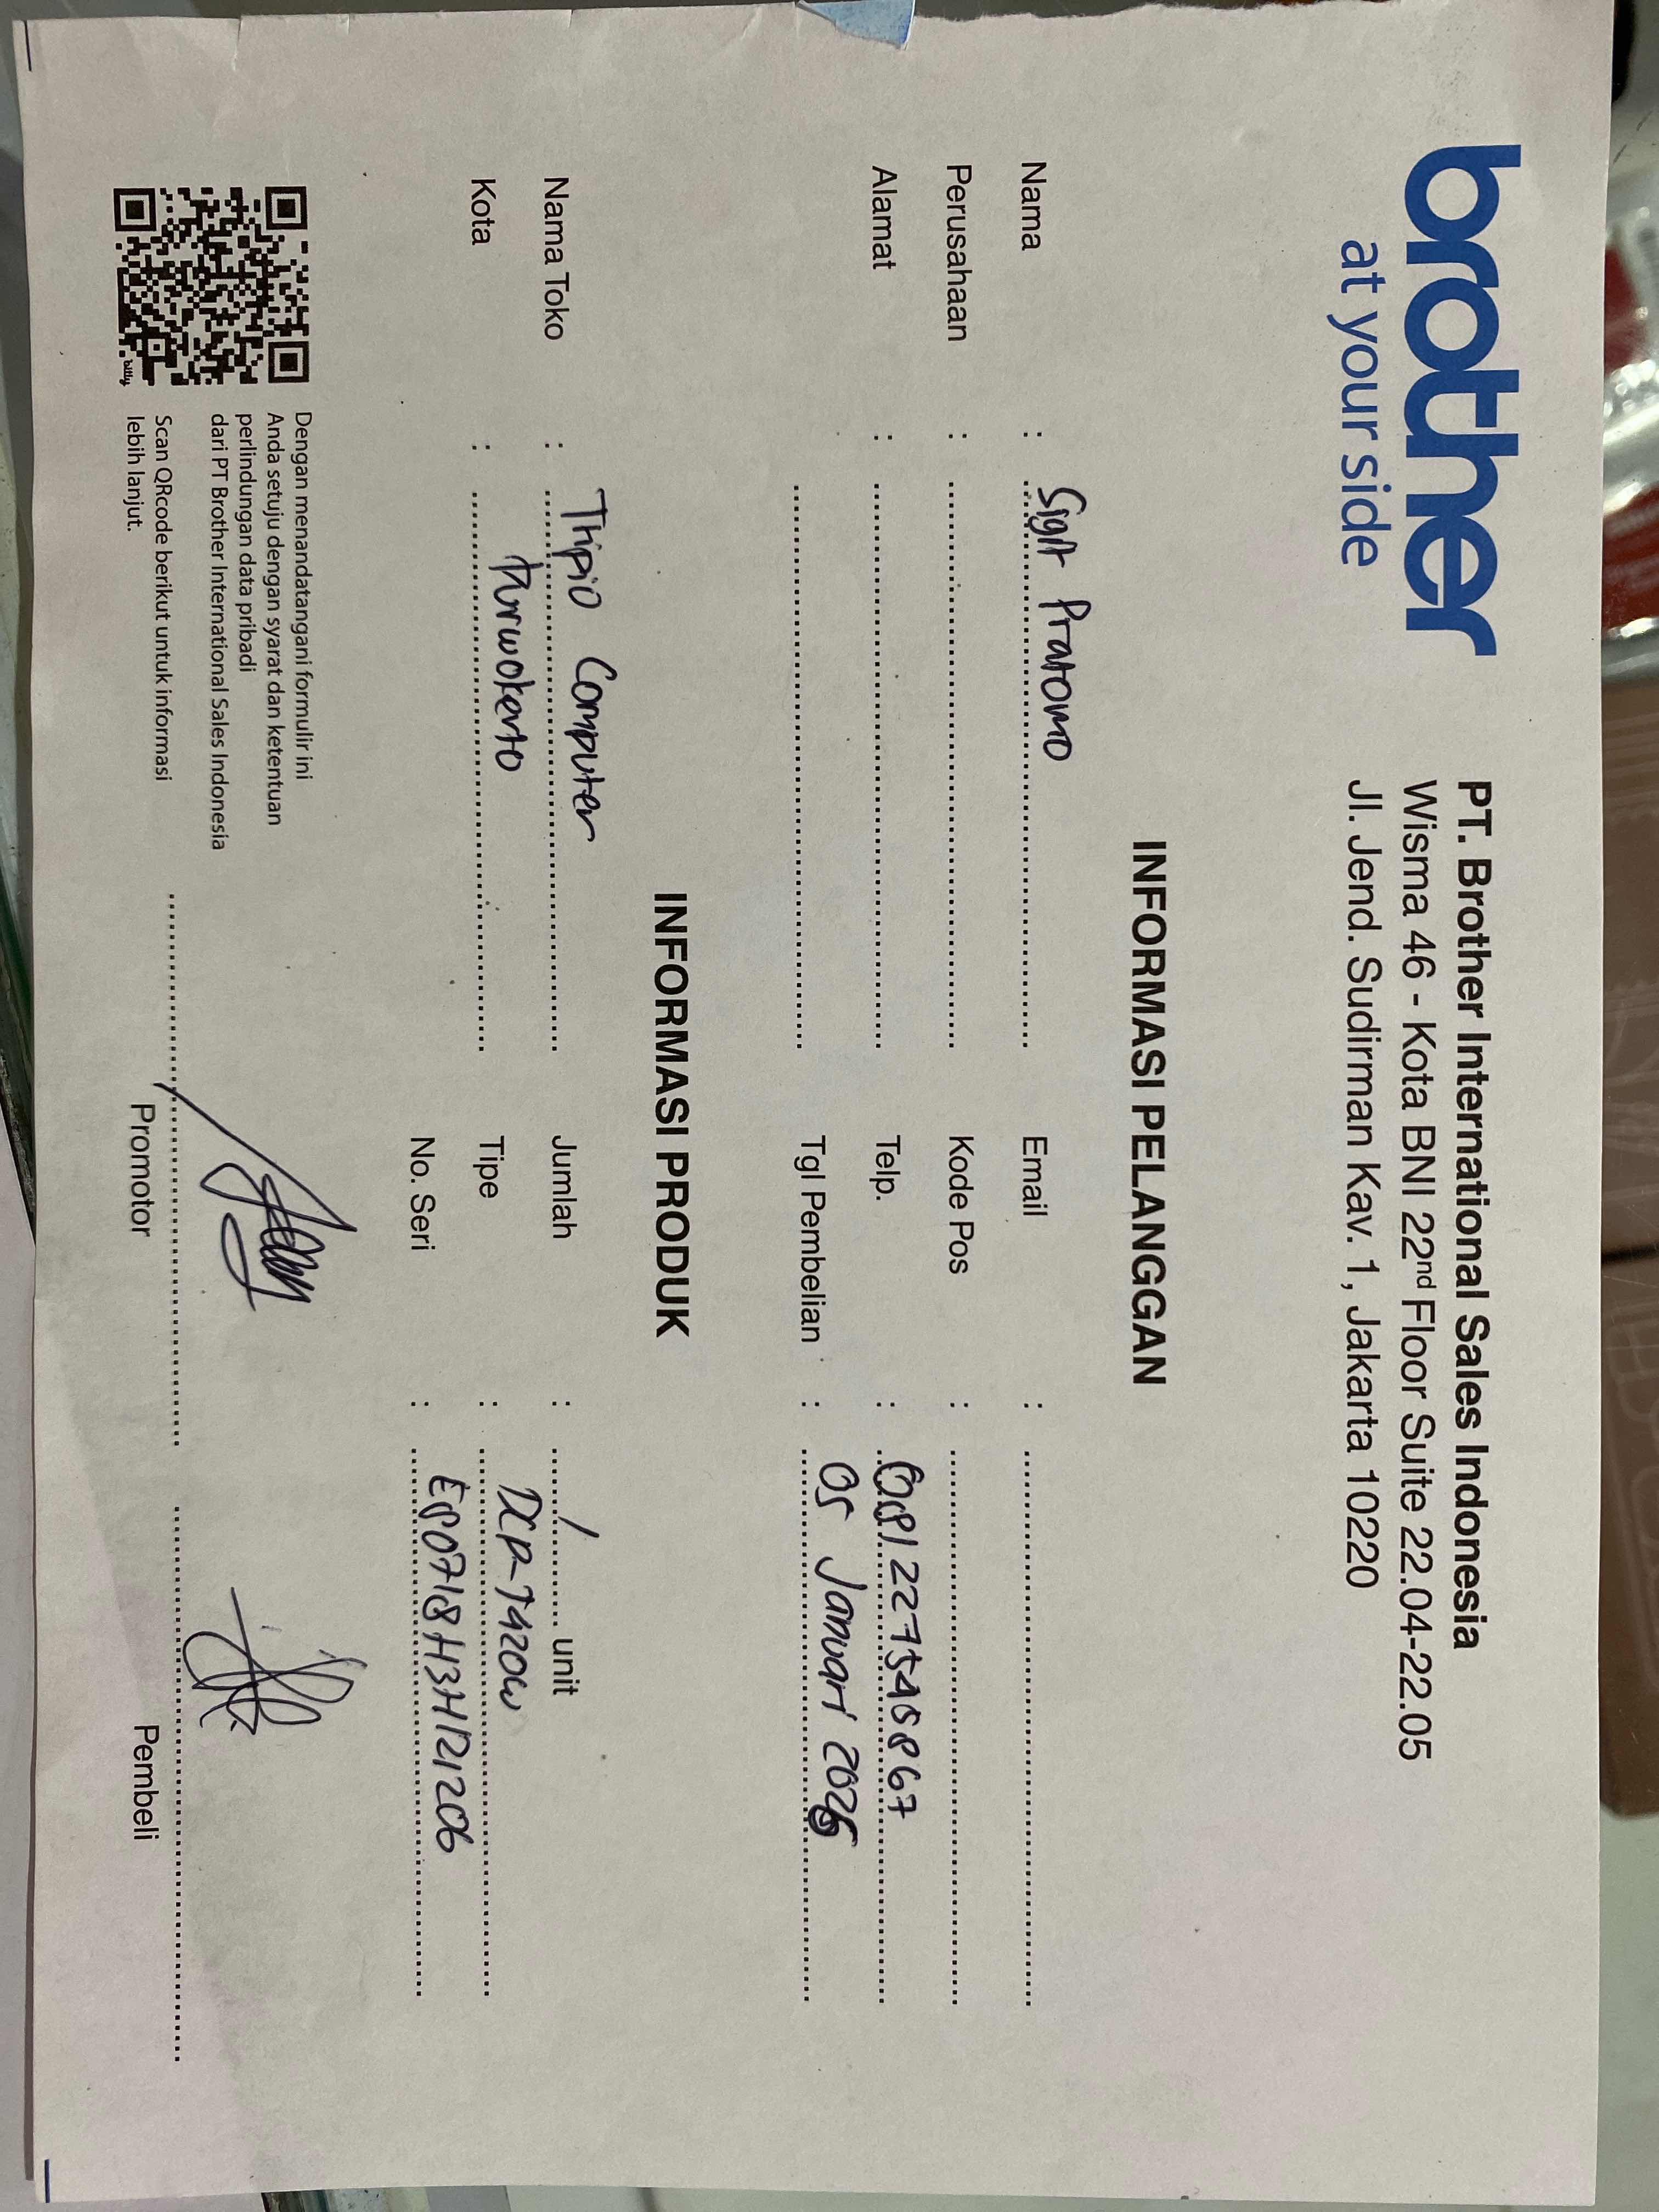 brother
at your side
PT. Brother International Sales Indonesia
Wisma 46 - Kota BNI 22nd Floor Suite 22.04-22.05
Jl. Jend. Sudirman Kav. 1, Jakarta 10220
INFORMASI PELANGGAN
Nama : Sigit Pratomo
Email :
Perusahaan :
Kode Pos :
Alamat :
Telp. : 081227548867
Tgl Pembelian : 05 Januari 2026
INFORMASI PRODUK
Nama Toko : Thipio Computer
Jumlah : 1 unit
Kota : Purwokerto
Tipe : DCP-T420W
No. Seri : E80718H3H121206
Dengan menandatangani formulir ini
Anda setuju dengan syarat dan ketentuan
perlindungan data pribadi
dari PT Brother International Sales Indonesia
Scan QRcode berikut untuk informasi
lebih lanjut.
bitly
Promotor
Pembeli